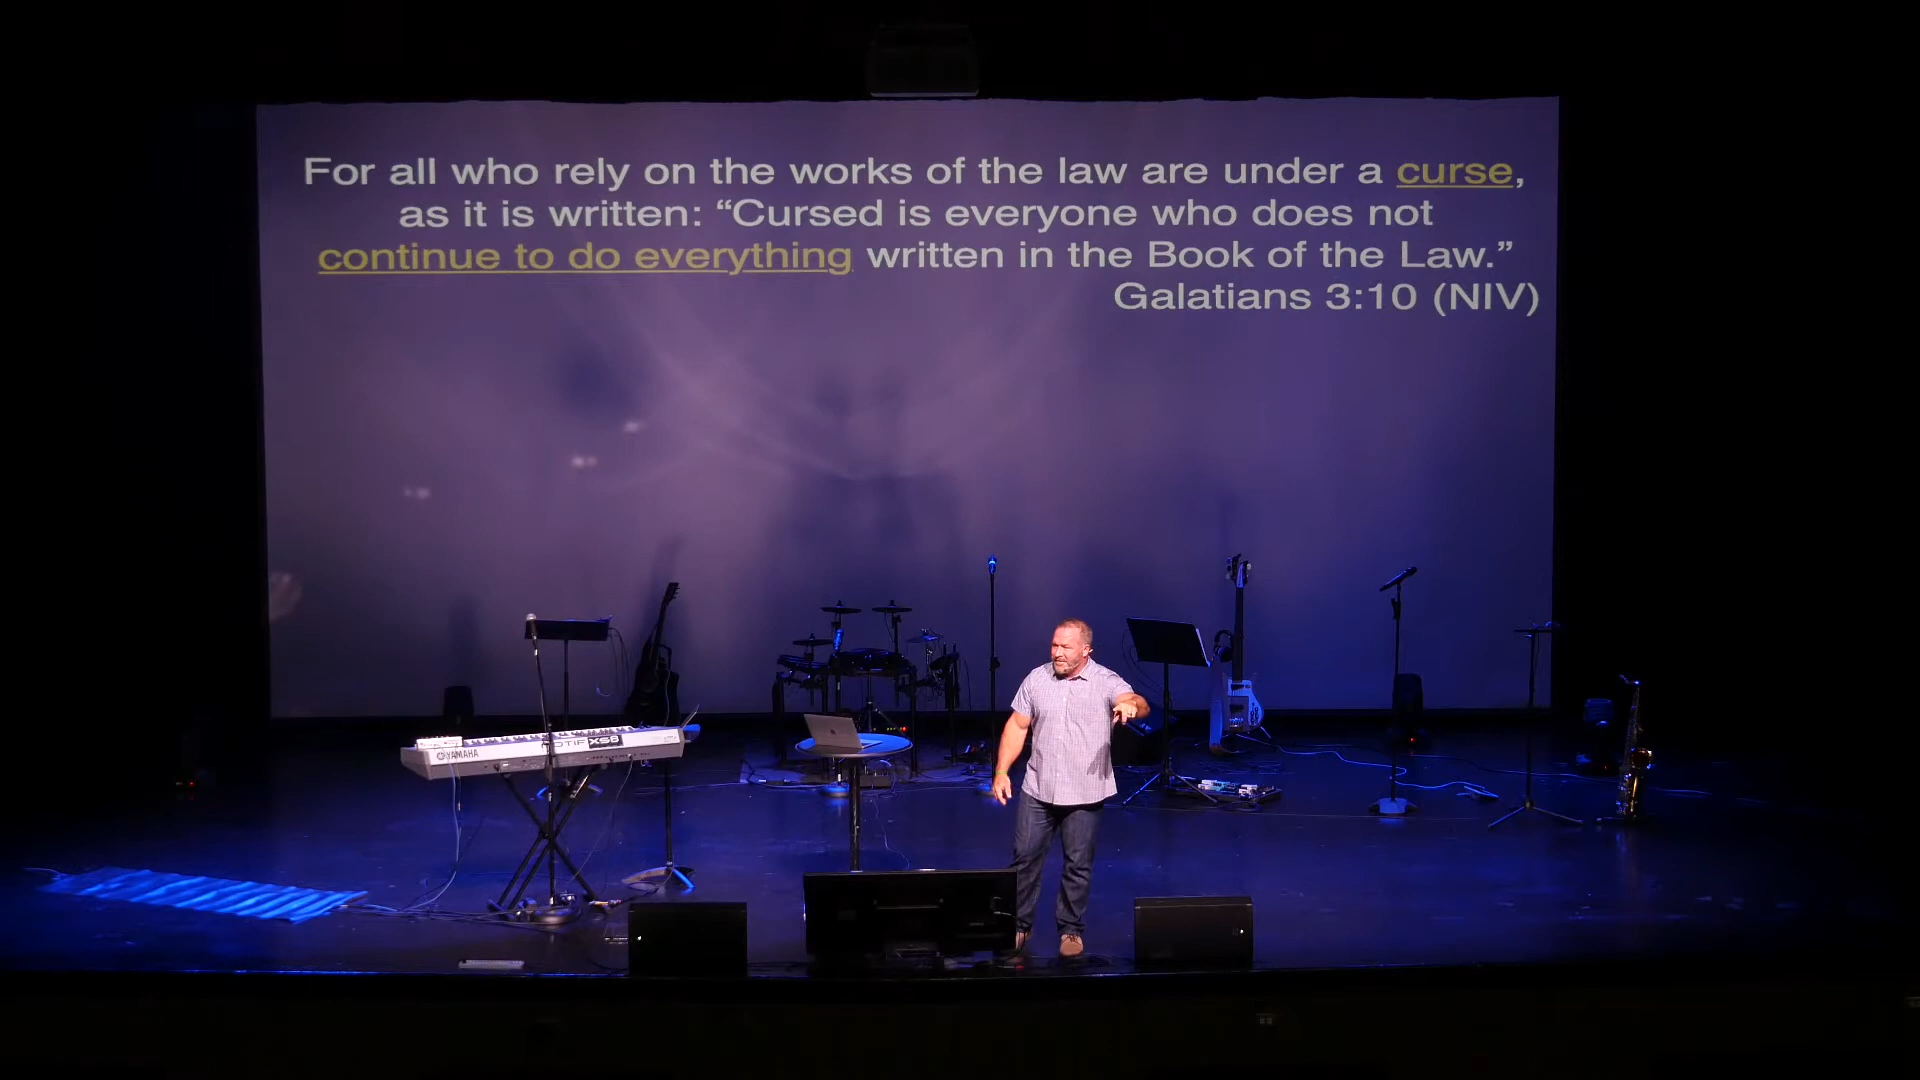 For all who rely on the works of the law are under a curse,
as it is written: “Cursed is everyone who does not
continue to do everything written in the Book of the Law.”
Galatians 3:10 (NIV)
YAMAHA
MOTIF XS8